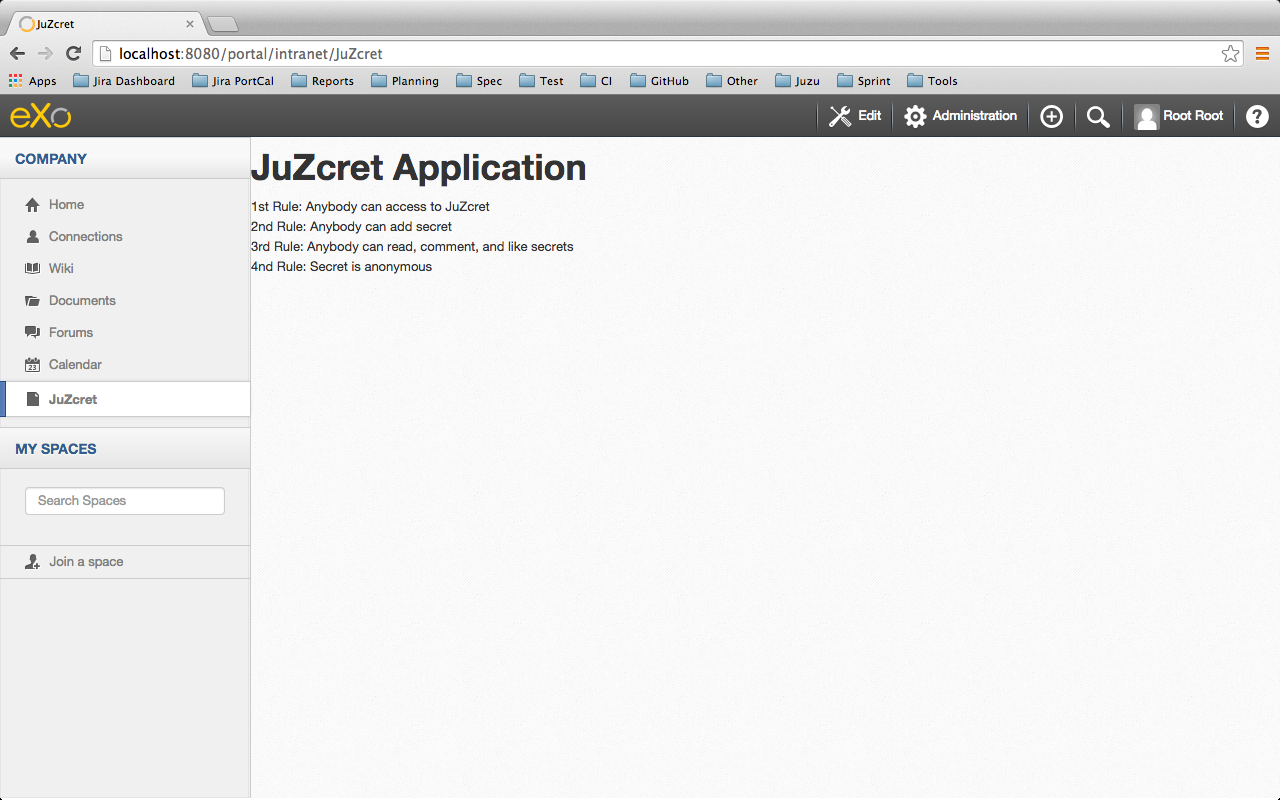 JuZcret
localhost:8080/portal/intranet/JuZcret
Apps Jira Dashboard Jira PortCal Reports Planning Spec Test CI GitHub Other Juzu Sprint Tools
eXo Edit Administration Root Root ?
COMPANY
Home
Connections
Wiki
Documents
Forums
23 Calendar
JuZcret
MY SPACES
Search Spaces
Join a space
JuZcret Application
1st Rule: Anybody can access to JuZcret
2nd Rule: Anybody can add secret
3rd Rule: Anybody can read, comment, and like secrets
4nd Rule: Secret is anonymous